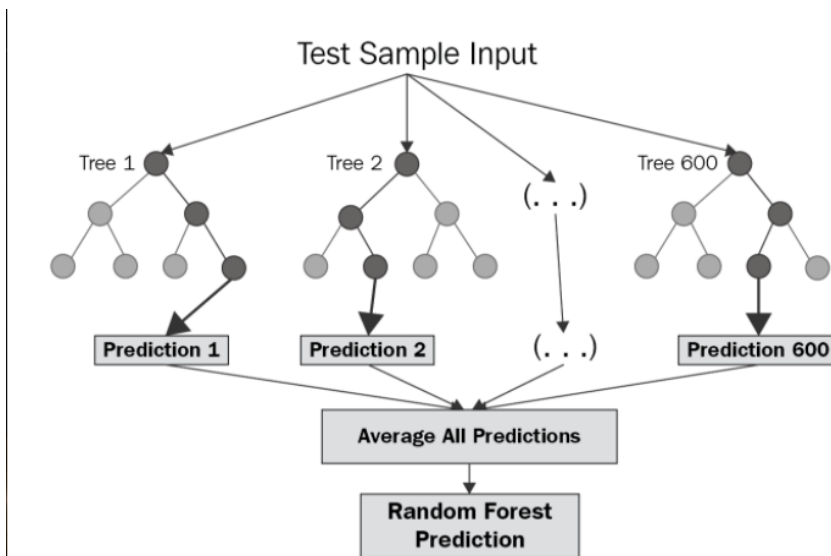 Test Sample Input
Tree 1
Tree 2
Tree 600
(. . .)
Prediction 1
Prediction 2
(. . .)
Prediction 600
Average All Predictions
Random Forest
Prediction